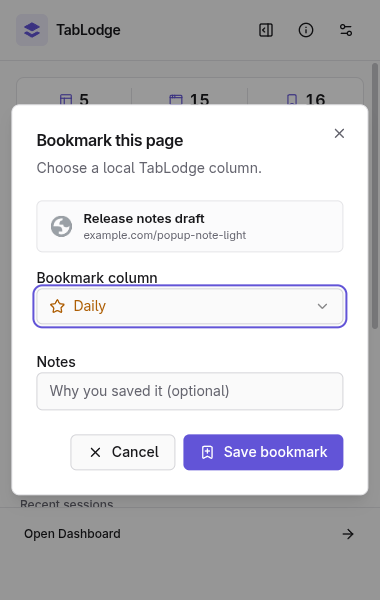 TabLodge
5
15
16
Bookmark this page
Choose a local TabLodge column.
Release notes draft
example.com/popup-note-light
Bookmark column
Daily
Notes
Why you saved it (optional)
Cancel
Save bookmark
Recent sessions
Open Dashboard